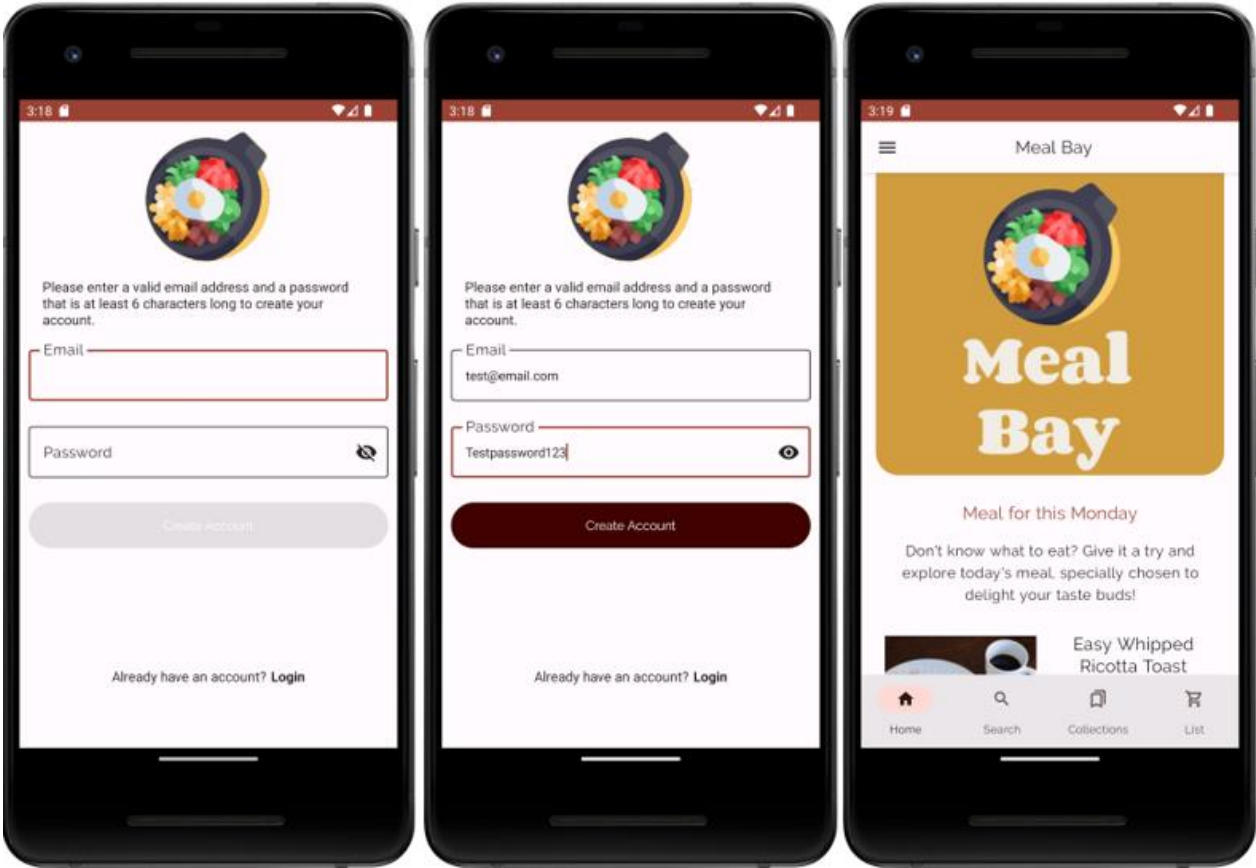 3:18
Please enter a valid email address and a password
that is at least 6 characters long to create your
account.
Email
Password
Create Account
Already have an account? Login
3:18
Please enter a valid email address and a password
that is at least 6 characters long to create your
account.
Email
test@email.com
Password
Testpassword123
Create Account
Already have an account? Login
3:19
Meal Bay
Meal
Bay
Meal for this Monday
Don't know what to eat? Give it a try and
explore today's meal, specially chosen to
delight your taste buds!
Easy Whipped
Ricotta Toast
Home Search Collections List